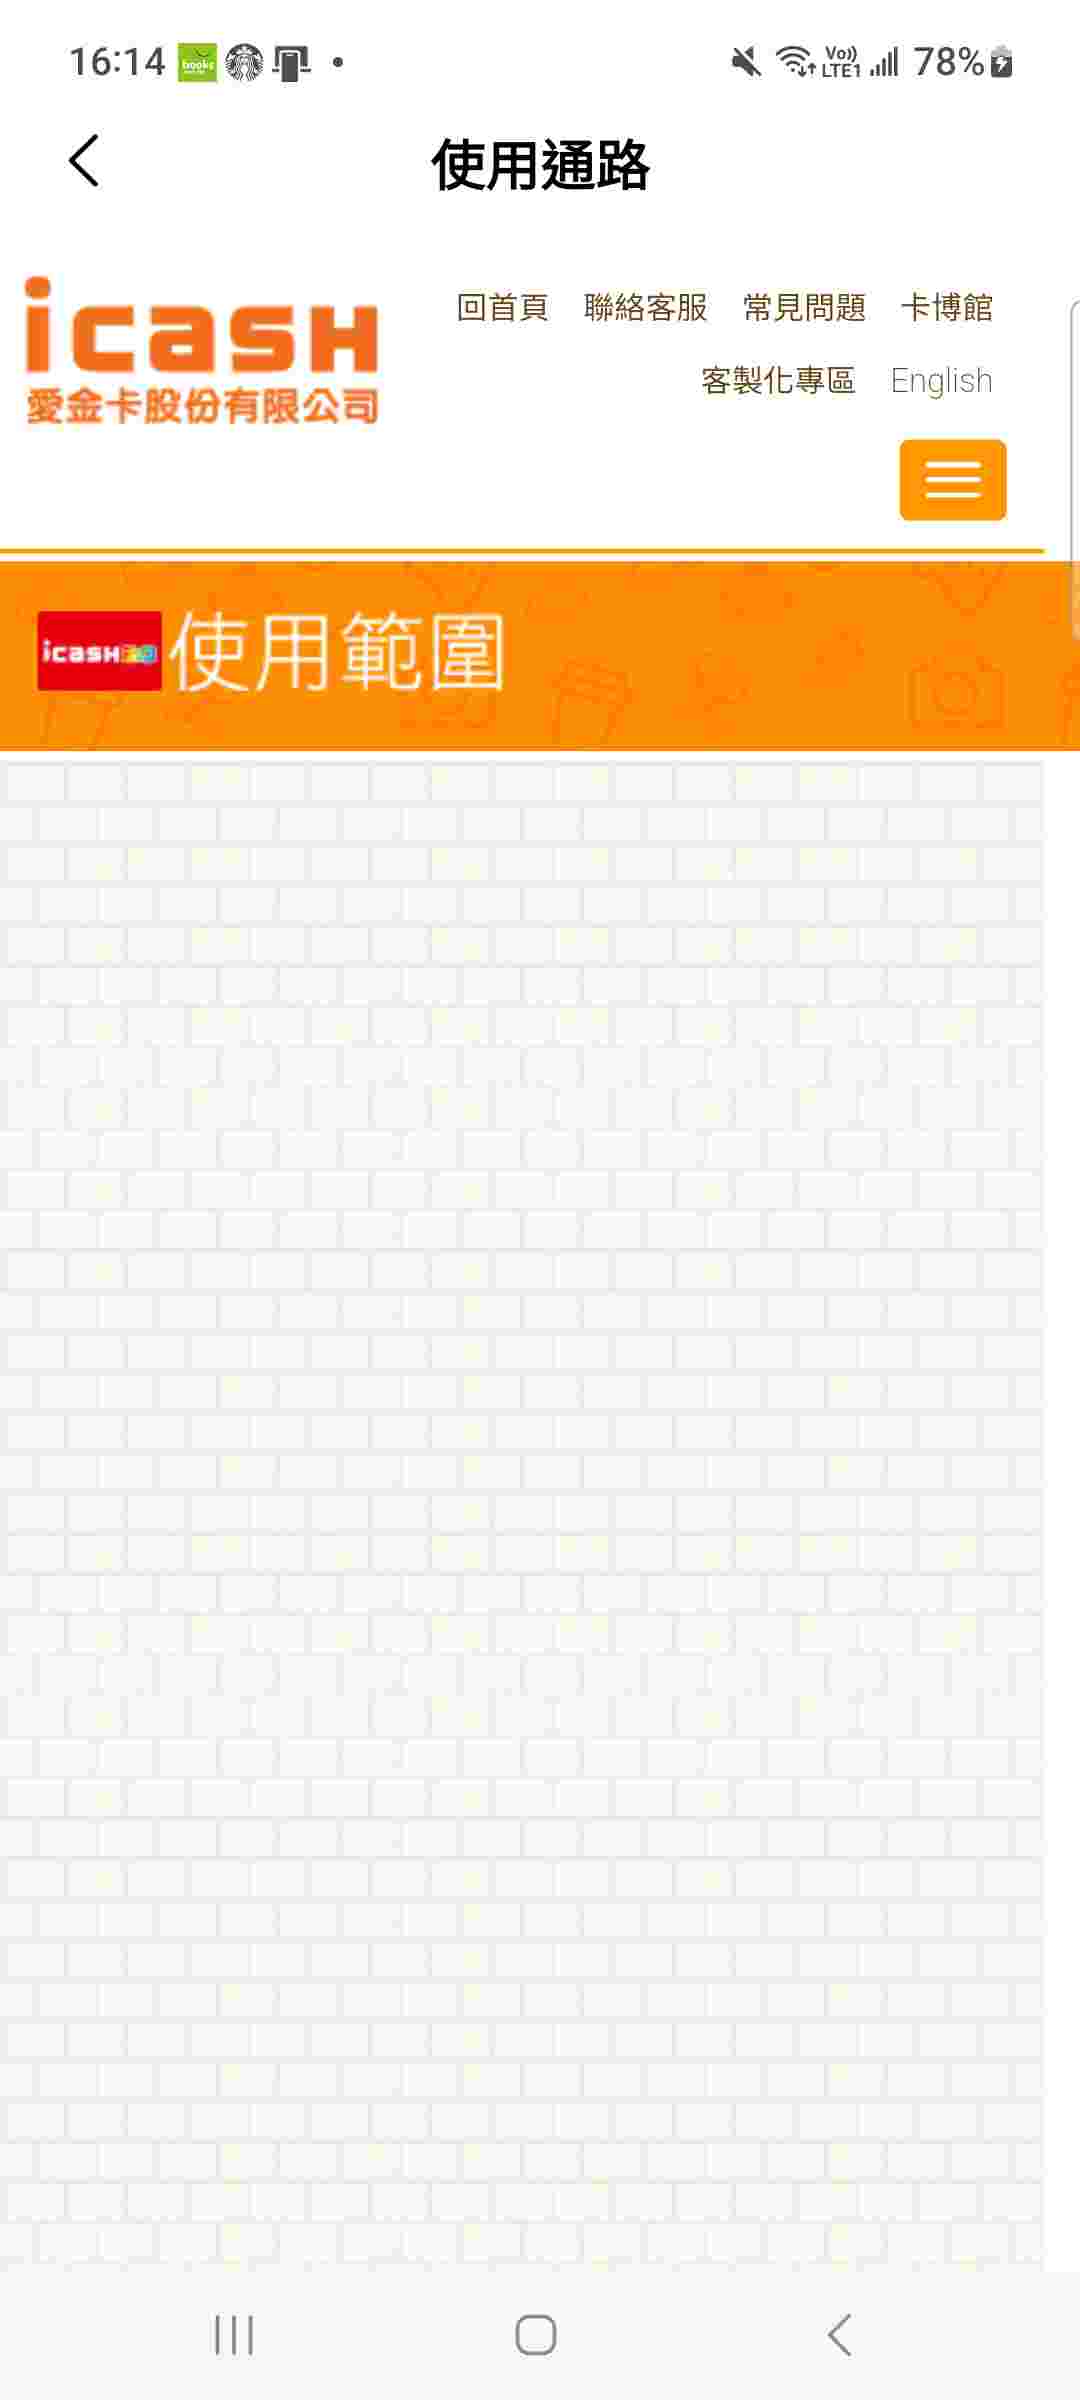 16:14
books
Vo))
LTE1
78%
使用通路
icash
愛金卡股份有限公司
回首頁 聯絡客服 常見問題 卡博館
客製化專區 English
icash2.0 使用範圍